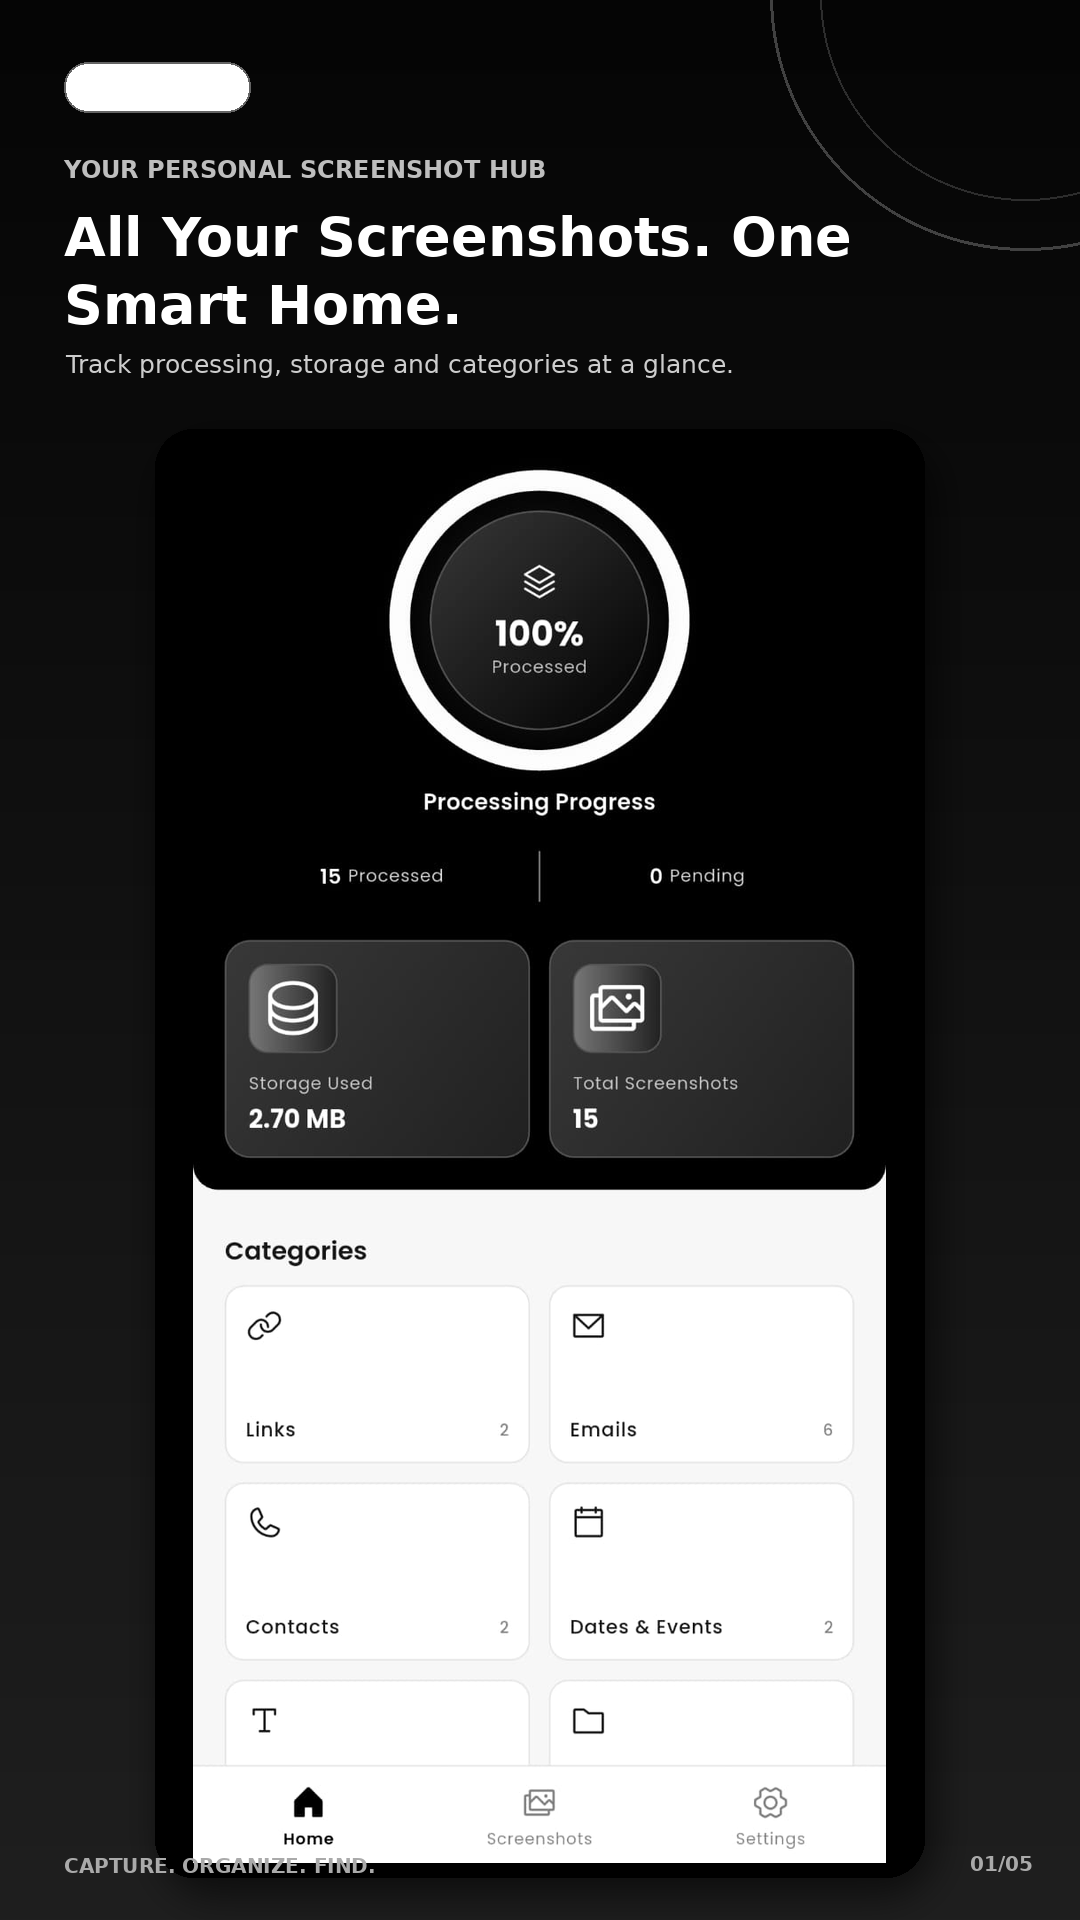 YOUR PERSONAL SCREENSHOT HUB
All Your Screenshots. One
Smart Home.
Track processing, storage and categories at a glance.
100%
Processed
Processing Progress
15 Processed
0 Pending
Storage Used
2.70 MB
Total Screenshots
15
Categories
Links 2
Emails 6
Contacts 2
Dates & Events 2
Home
Screenshots
Settings
CAPTURE. ORGANIZE. FIND.
01/05